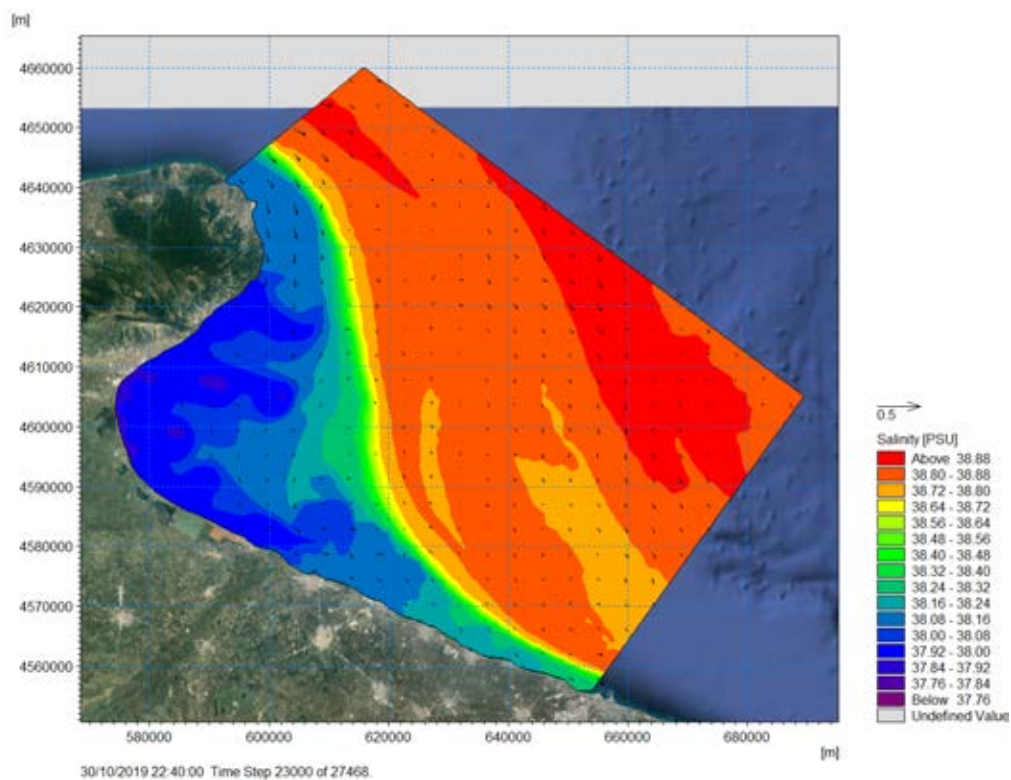 [m]
4660000
4650000
4640000
4630000
4620000
4610000
4600000
4590000
4580000
4570000
4560000
580000 600000 620000 640000 660000 680000
[m]
30/10/2019 22:40:00 Time Step 23000 of 27468.
0.5
Salinity [PSU]
Above 38.88
38.80 - 38.88
38.72 - 38.80
38.64 - 38.72
38.56 - 38.64
38.48 - 38.56
38.40 - 38.48
38.32 - 38.40
38.24 - 38.32
38.16 - 38.24
38.08 - 38.16
38.00 - 38.08
37.92 - 38.00
37.84 - 37.92
37.76 - 37.84
Below 37.76
Undefined Value